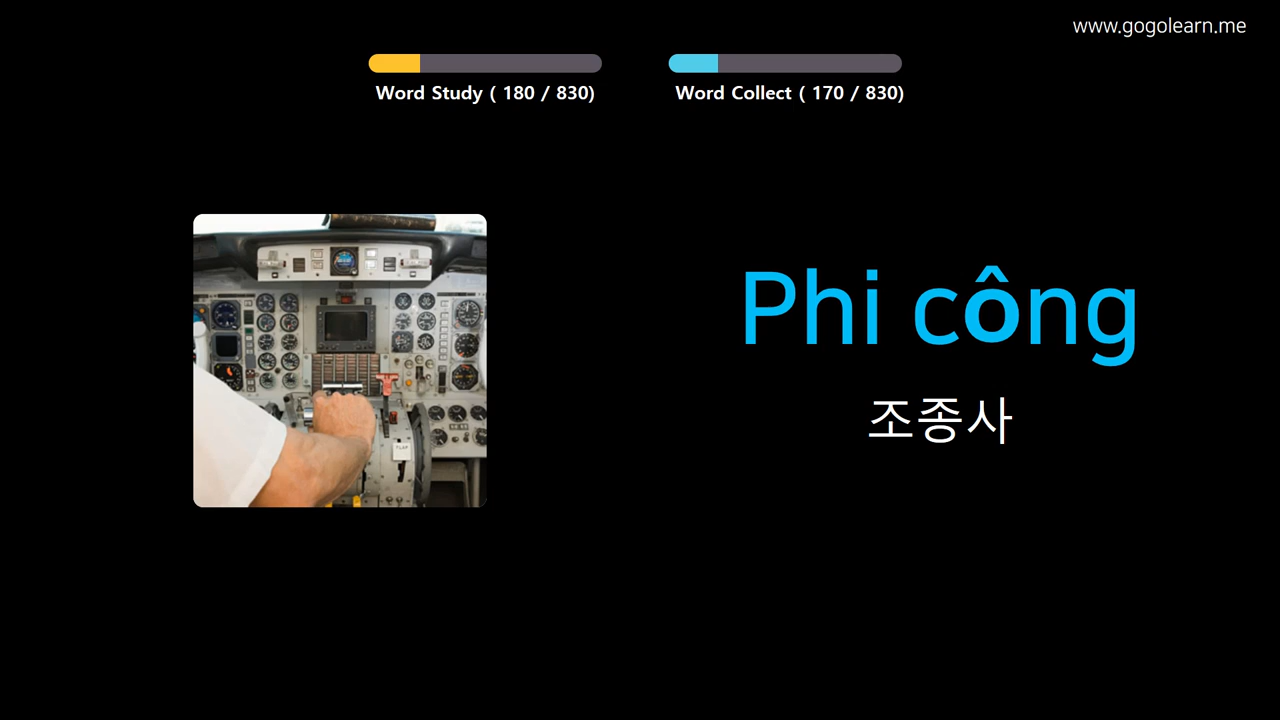 www.gogolearn.me
Word Study ( 180 / 830)
Word Collect ( 170 / 830)
Phi công
조종사